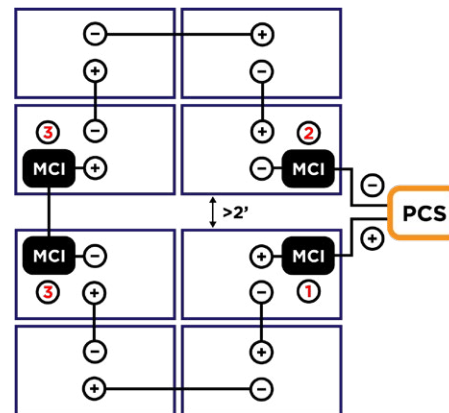 − −
+ +
3 − + 2
MCI + − MCI
−
>2' PCS
+
MCI − + MCI
3 + − 1
− +
+ −